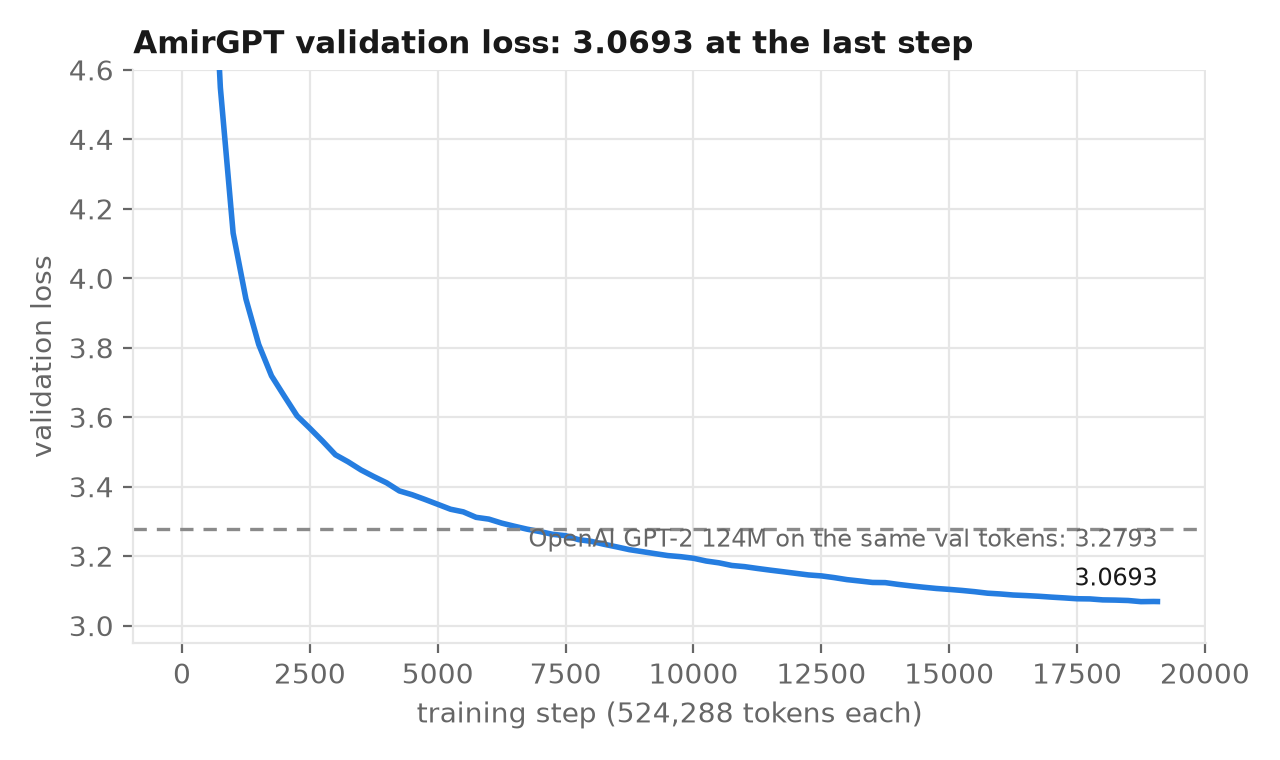 AmirGPT validation loss: 3.0693 at the last step
4.6
4.4
4.2
4.0
3.8
3.6
3.4
3.2
3.0
validation loss
OpenAI GPT-2 124M on the same val tokens: 3.2793
3.0693
0 2500 5000 7500 10000 12500 15000 17500 20000
training step (524,288 tokens each)